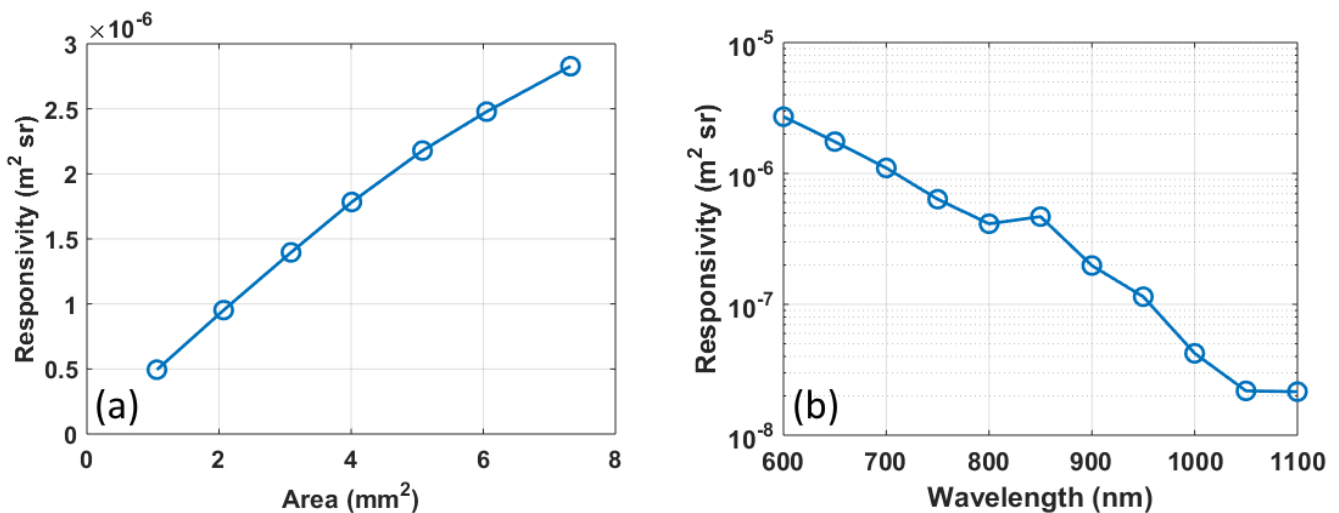 ×10⁻⁶
3
2.5
2
1.5
1
0.5
0
Responsivity (m² sr)
(a)
0 2 4 6 8
Area (mm²)
10⁻⁵
10⁻⁶
10⁻⁷
10⁻⁸
Responsivity (m² sr)
(b)
600 700 800 900 1000 1100
Wavelength (nm)